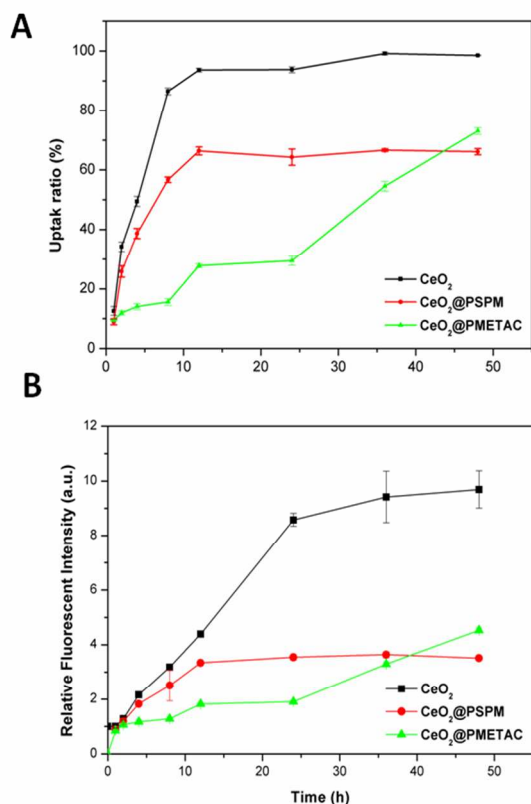 A
Uptak ratio (%)
100
80
60
40
20
0
CeO₂
CeO₂@PSPM
CeO₂@PMETAC
0
10
20
30
40
50
B
Relative Fluorescent Intensity (a.u.)
12
10
8
6
4
2
0
CeO₂
CeO₂@PSPM
CeO₂@PMETAC
0
10
20
30
40
50
Time (h)